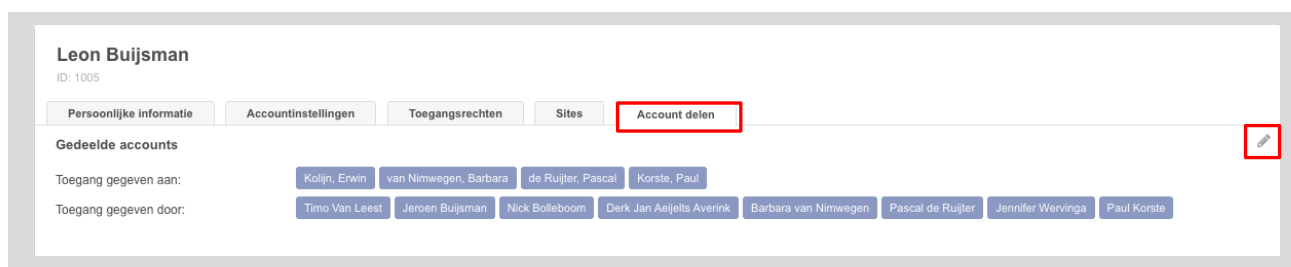 Leon Buijsman
ID: 1005
Persoonlijke informatie Accountinstellingen Toegangsrechten Sites Account delen
Gedeelde accounts
Toegang gegeven aan: Kolijn, Erwin van Nimwegen, Barbara de Ruijter, Pascal Korste, Paul
Toegang gegeven door: Timo Van Leest Jeroen Buijsman Nick Bolleboom Derk Jan Aeijelts Averink Barbara van Nimwegen Pascal de Ruijter Jennifer Wervinga Paul Korste